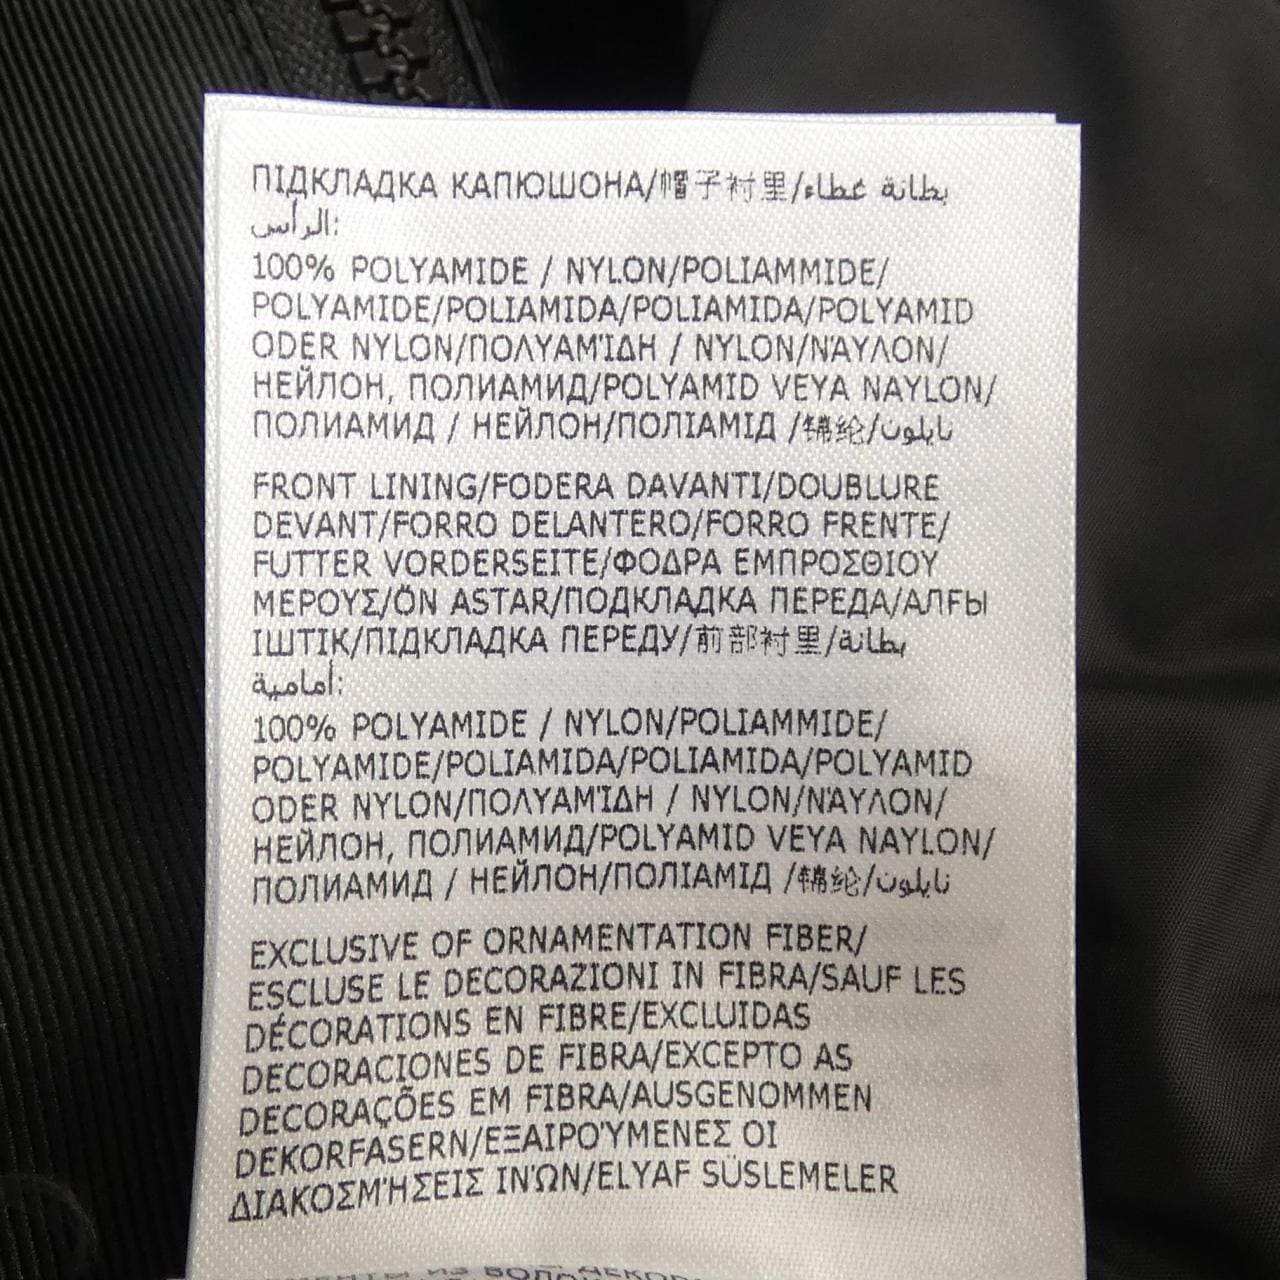 ПІДКЛАДКА КАПЮШОНА/帽子衬里/بطانة غطاء
الرأس:
100% POLYAMIDE / NYLON/POLIAMMIDE/
POLYAMIDE/POLIAMIDA/POLIAMIDA/POLYAMID
ODER NYLON/ΠΟΛΥΑΜΊΔΗ / NYLON/ΝΆΥΛΟΝ/
НЕЙЛОН, ПОЛИАМИД/POLYAMID VEYA NAYLON/
ПОЛИАМИД / НЕЙЛОН/ПОЛІАМІД /锦纶/نايلون
FRONT LINING/FODERA DAVANTI/DOUBLURE
DEVANT/FORRO DELANTERO/FORRO FRENTE/
FUTTER VORDERSEITE/ΦΟΔΡΑ ΕΜΠΡΟΣΘΙΟΥ
ΜΕΡΟΥΣ/ÖN ASTAR/ПОДКЛАДКА ПЕРЕДА/АЛҒЫ
ІШТІК/ПІДКЛАДКА ПЕРЕДУ/前部衬里/بطانة
أمامية:
100% POLYAMIDE / NYLON/POLIAMMIDE/
POLYAMIDE/POLIAMIDA/POLIAMIDA/POLYAMID
ODER NYLON/ΠΟΛΥΑΜΊΔΗ / NYLON/ΝΆΥΛΟΝ/
НЕЙЛОН, ПОЛИАМИД/POLYAMID VEYA NAYLON/
ПОЛИАМИД / НЕЙЛОН/ПОЛІАМІД /锦纶/نايلون
EXCLUSIVE OF ORNAMENTATION FIBER/
ESCLUSE LE DECORAZIONI IN FIBRA/SAUF LES
DÉCORATIONS EN FIBRE/EXCLUIDAS
DECORACIONES DE FIBRA/EXCEPTO AS
DECORAÇÕES EM FIBRA/AUSGENOMMEN
DEKORFASERN/ΕΞΑΙΡΟΎΜΕΝΕΣ ΟΙ
ΔΙΑΚΟΣΜΉΣΕΙΣ ΙΝΏΝ/ELYAF SÜSLEMELER